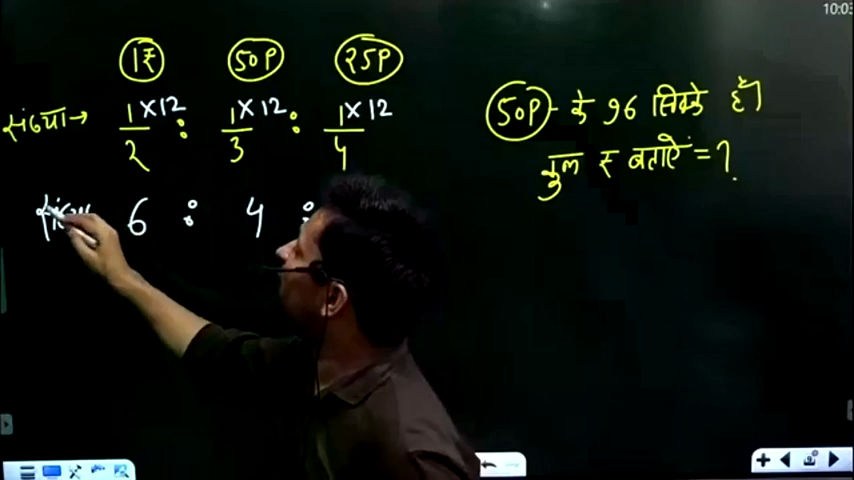 10:03
1₹ 50P 25P
संख्या→ 1/2 ×12 : 1/3 ×12 : 1/4 ×12
6 : 4 :
50P - के 96 सिक्के हैं।
कुल ₹ बताऐं = ?